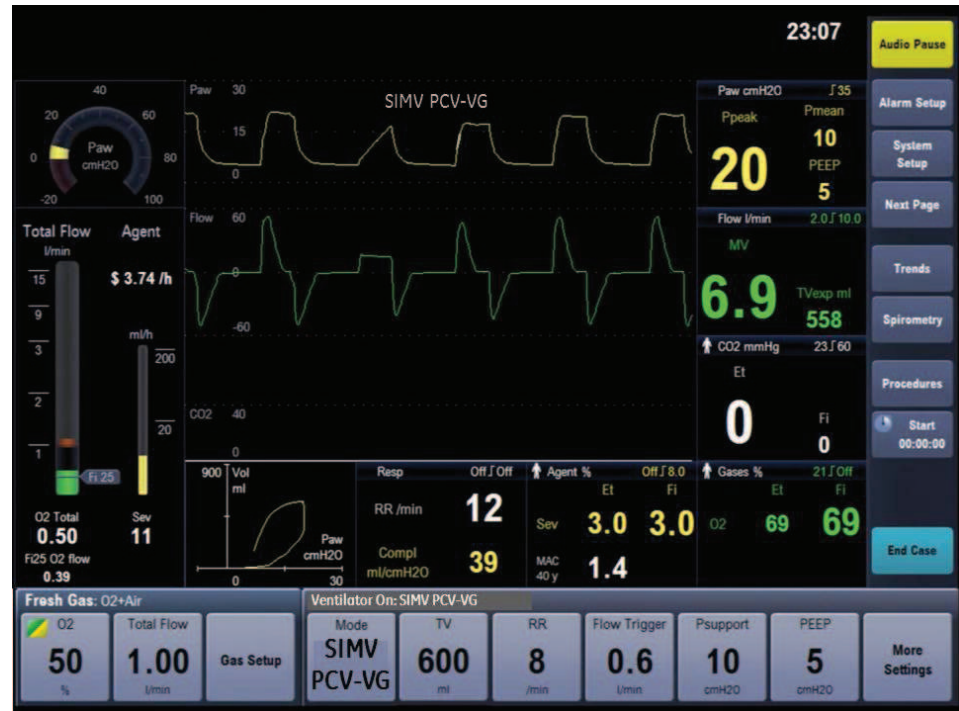 23:07
Audio Pause
Alarm Setup
System
Setup
Next Page
Trends
Spirometry
Procedures
Start
00:00:00
End Case
40
20 60
0 Paw 80
cmH2O
-20 100
Paw 30
SIMV PCV-VG
15
0
Paw cmH2O 35
Ppeak Pmean
20 10
PEEP
5
Total Flow Agent
l/min
15 $ 3.74 /h
9
3 ml/h
200
2
20
1
Fi 25
O2 Total Sev
0.50 11
Fi25 O2 flow
0.39
Flow 60
0
-60
Flow l/min 2.0 10.0
MV
6.9 TVexp ml
558
CO2 40
0
CO2 mmHg 23 60
Et
0 Fi
0
900 Vol
ml
Paw
cmH2O
0 30
Resp Off Off
RR /min 12
Compl
ml/cmH2O 39
Agent % Off 8.0
Et Fi
Sev 3.0 3.0
MAC
40 y 1.4
Gases % 21 Off
Et Fi
O2 69 69
Fresh Gas: O2+Air
O2 Total Flow
50 1.00 Gas Setup
% l/min
Ventilator On: SIMV PCV-VG
Mode TV RR Flow Trigger Psupport PEEP
SIMV
PCV-VG 600 8 0.6 10 5
ml /min l/min cmH2O cmH2O
More
Settings